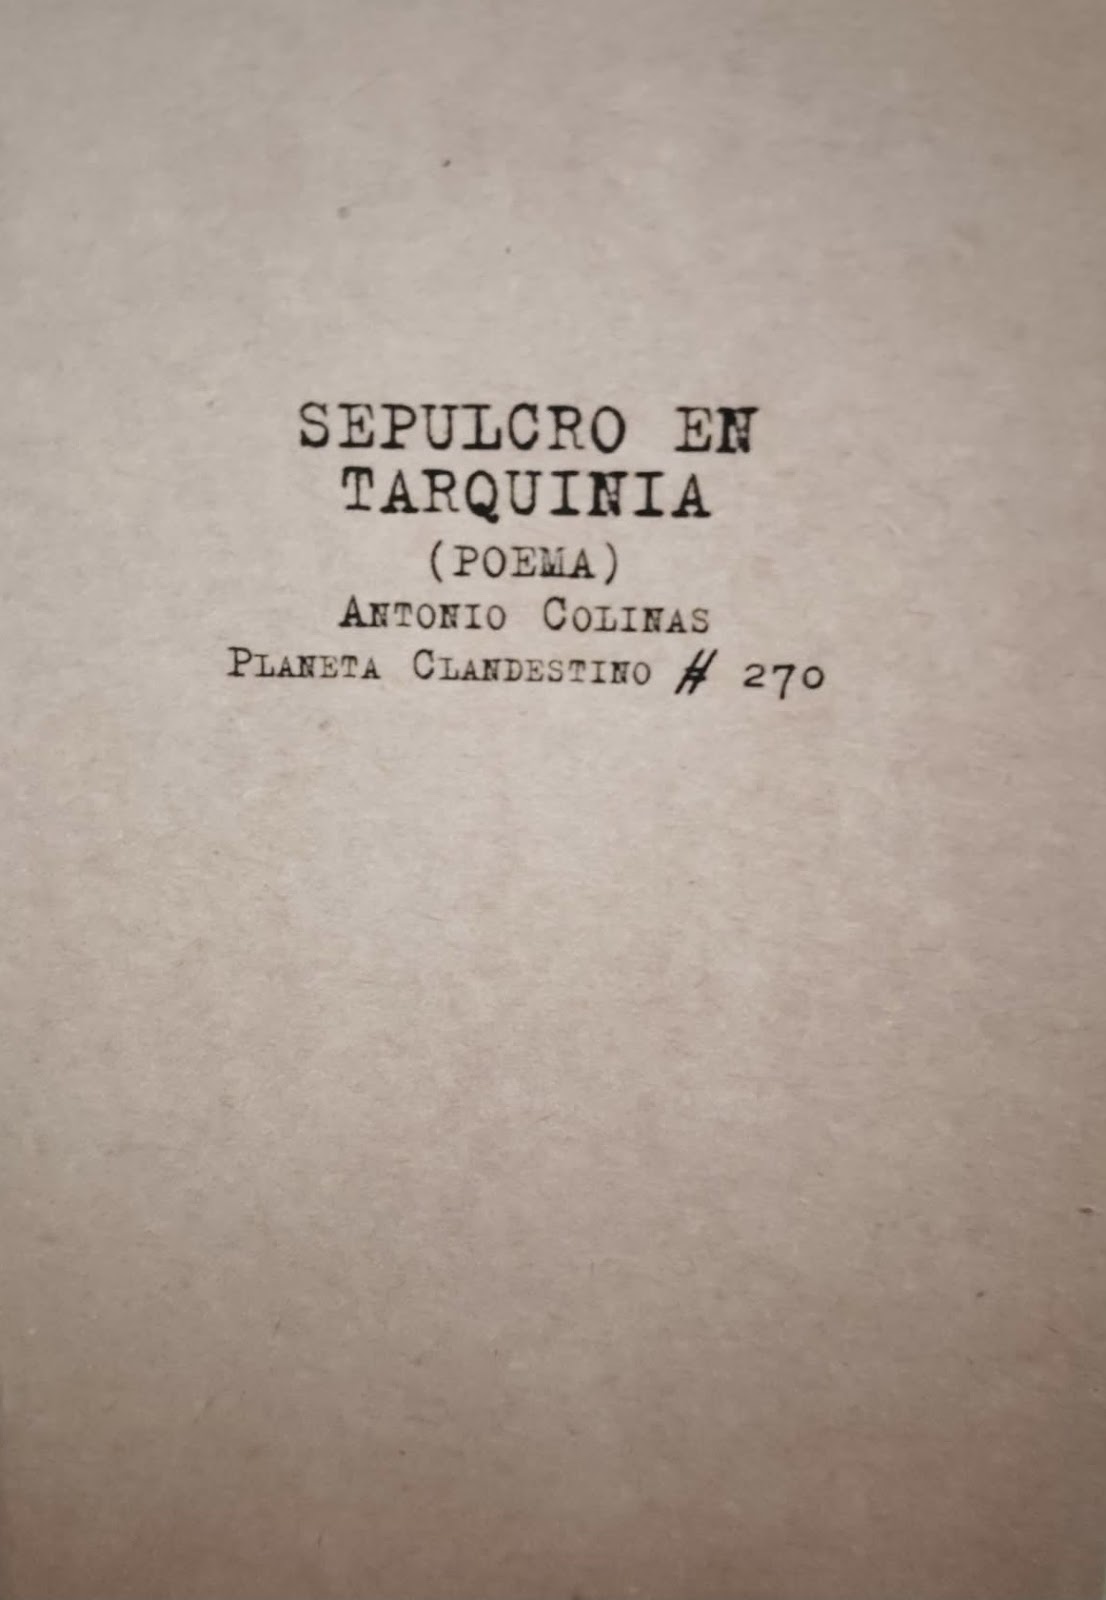 SEPULCRO EN
TARQUINIA
(POEMA)
ANTONIO COLINAS
PLANETA CLANDESTINO # 270